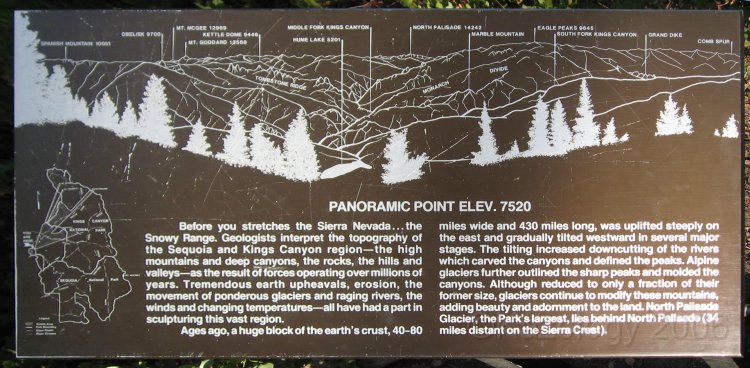 MIDDLE FORK KINGS CANYON
NORTH PALISADE 14242
EAGLE PEAKS 9645
MT. MCGEE 12969
OBELISK 9700
KETTLE DOME 9446
HUME LAKE 5201
MARBLE MOUNTAIN
SOUTH FORK KINGS CANYON
GRAND DIKE
SPANISH MOUNTAIN 10051
MT. GODDARD 13568
COMB SPUR
TOMBSTONE RIDGE
MONARCH DIVIDE
PANORAMIC POINT ELEV. 7520
KINGS CANYON
NATIONAL PARK
SEQUOIA National Park
Legend
Before you stretches the Sierra Nevada...the
Snowy Range. Geologists interpret the topography of
the Sequoia and Kings Canyon region—the high
mountains and deep canyons, the rocks, the hills and
valleys—as the result of forces operating over millions of
years. Tremendous earth upheavals, erosion, the
movement of ponderous glaciers and raging rivers, the
winds and changing temperatures—all have had a part in
sculpturing this vast region.
Ages ago, a huge block of the earth's crust, 40-80
miles wide and 430 miles long, was uplifted steeply on
the east and gradually tilted westward in several major
stages. The tilting increased downcutting of the rivers
which carved the canyons and defined the peaks. Alpine
glaciers further outlined the sharp peaks and molded the
canyons. Although reduced to only a fraction of their
former size, glaciers continue to modify these mountains,
adding beauty and adornment to the land. North Palisade
Glacier, the Park's largest, lies behind North Palisade (34
miles distant on the Sierra Crest).